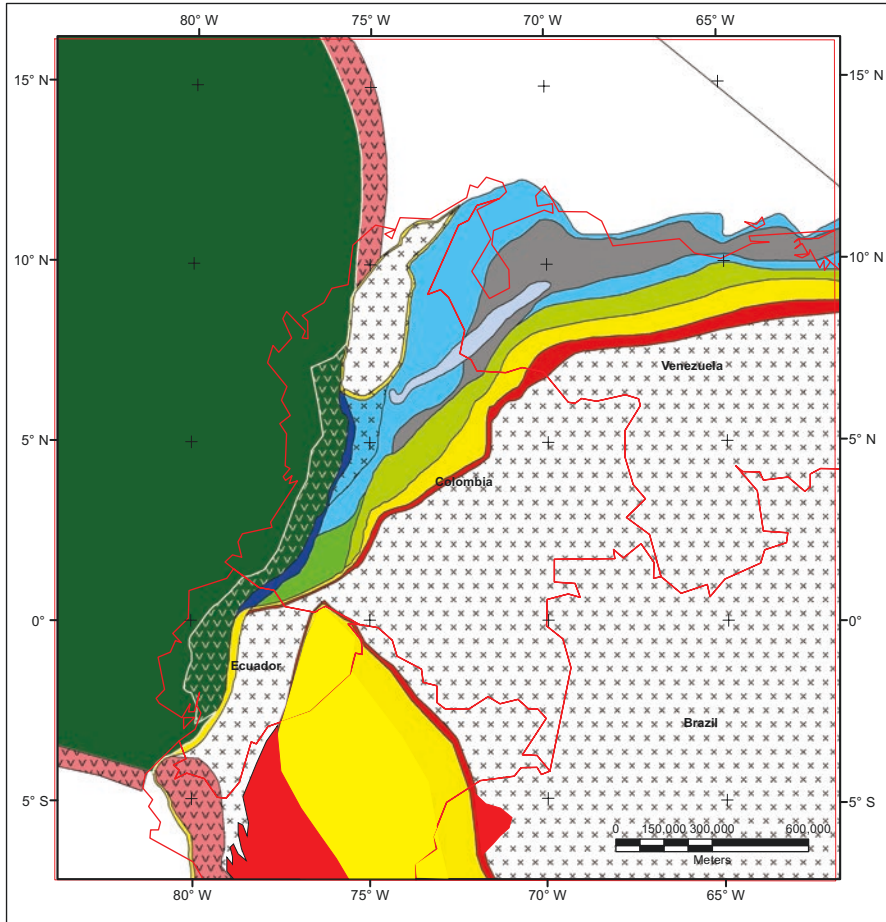 80° W 75° W 70° W 65° W
15° N 15° N
10° N 10° N
Venezuela
5° N 5° N
Colombia
0° 0°
Ecuador
Brazil
5° S 5° S
0 150,000 300,000 600,000
Meters
80° W 75° W 70° W 65° W